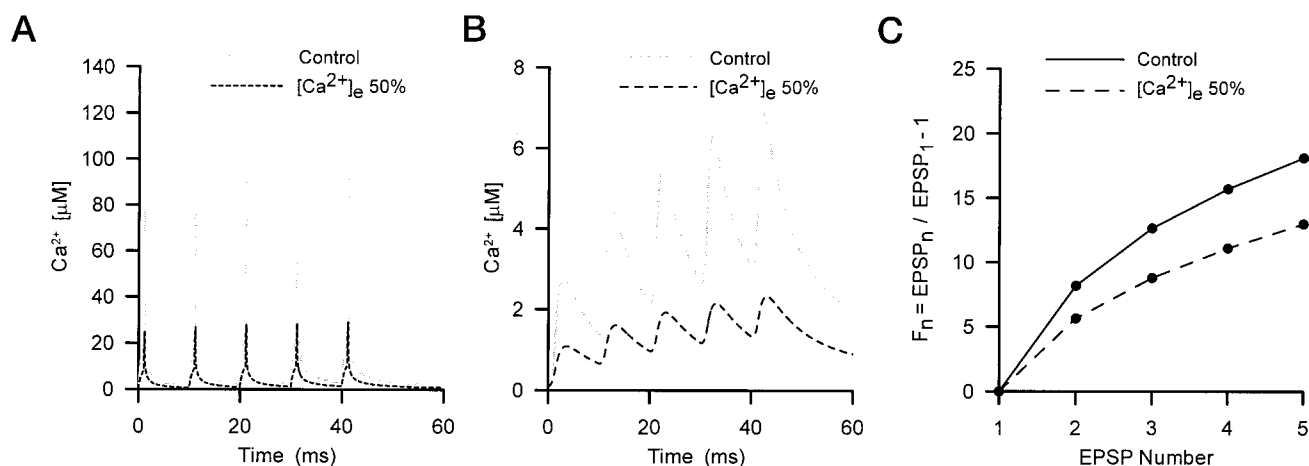 A
Control
[Ca2+]e 50%
140
120
100
80
60
40
20
0
Ca2+ [µM]
0 20 40 60
Time (ms)
B
Control
[Ca2+]e 50%
8
6
4
2
0
Ca2+ [µM]
0 20 40 60
Time (ms)
C
Control
[Ca2+]e 50%
25
20
15
10
5
0
Fn = EPSPn / EPSP1 - 1
1 2 3 4 5
EPSP Number